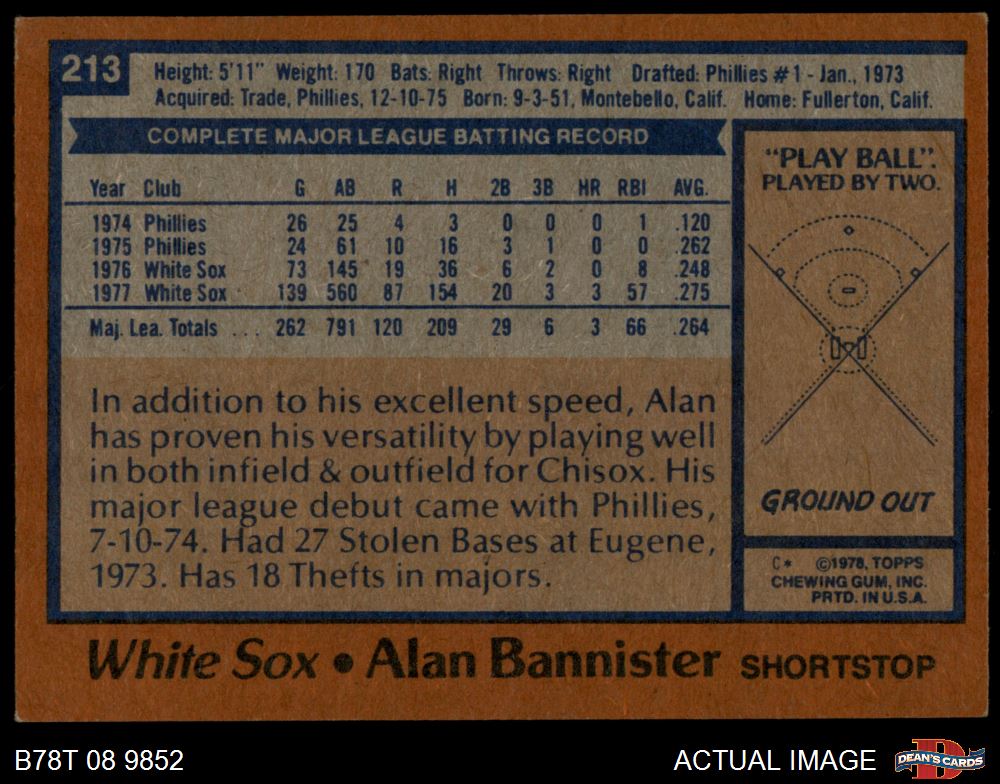 213
Height: 5'11" Weight: 170 Bats: Right Throws: Right Drafted: Phillies #1 - Jan., 1973
Acquired: Trade, Phillies, 12-10-75 Born: 9-3-51, Montebello, Calif. Home: Fullerton, Calif.
COMPLETE MAJOR LEAGUE BATTING RECORD
Year Club G AB R H 2B 3B HR RBI AVG.
1974 Phillies 26 25 4 3 0 0 0 1 .120
1975 Phillies 24 61 10 16 3 1 0 0 .262
1976 White Sox 73 145 19 36 6 2 0 8 .248
1977 White Sox 139 560 87 154 20 3 3 57 .275
Maj. Lea. Totals ... 262 791 120 209 29 6 3 66 .264
In addition to his excellent speed, Alan
has proven his versatility by playing well
in both infield & outfield for Chisox. His
major league debut came with Phillies,
7-10-74. Had 27 Stolen Bases at Eugene,
1973. Has 18 Thefts in majors.
"PLAY BALL".
PLAYED BY TWO.
GROUND OUT
C* ©1978, TOPPS
CHEWING GUM, INC.
PRTD. IN U.S.A.
White Sox • Alan Bannister SHORTSTOP
B78T 08 9852
ACTUAL IMAGE
D
DEAN'S CARDS